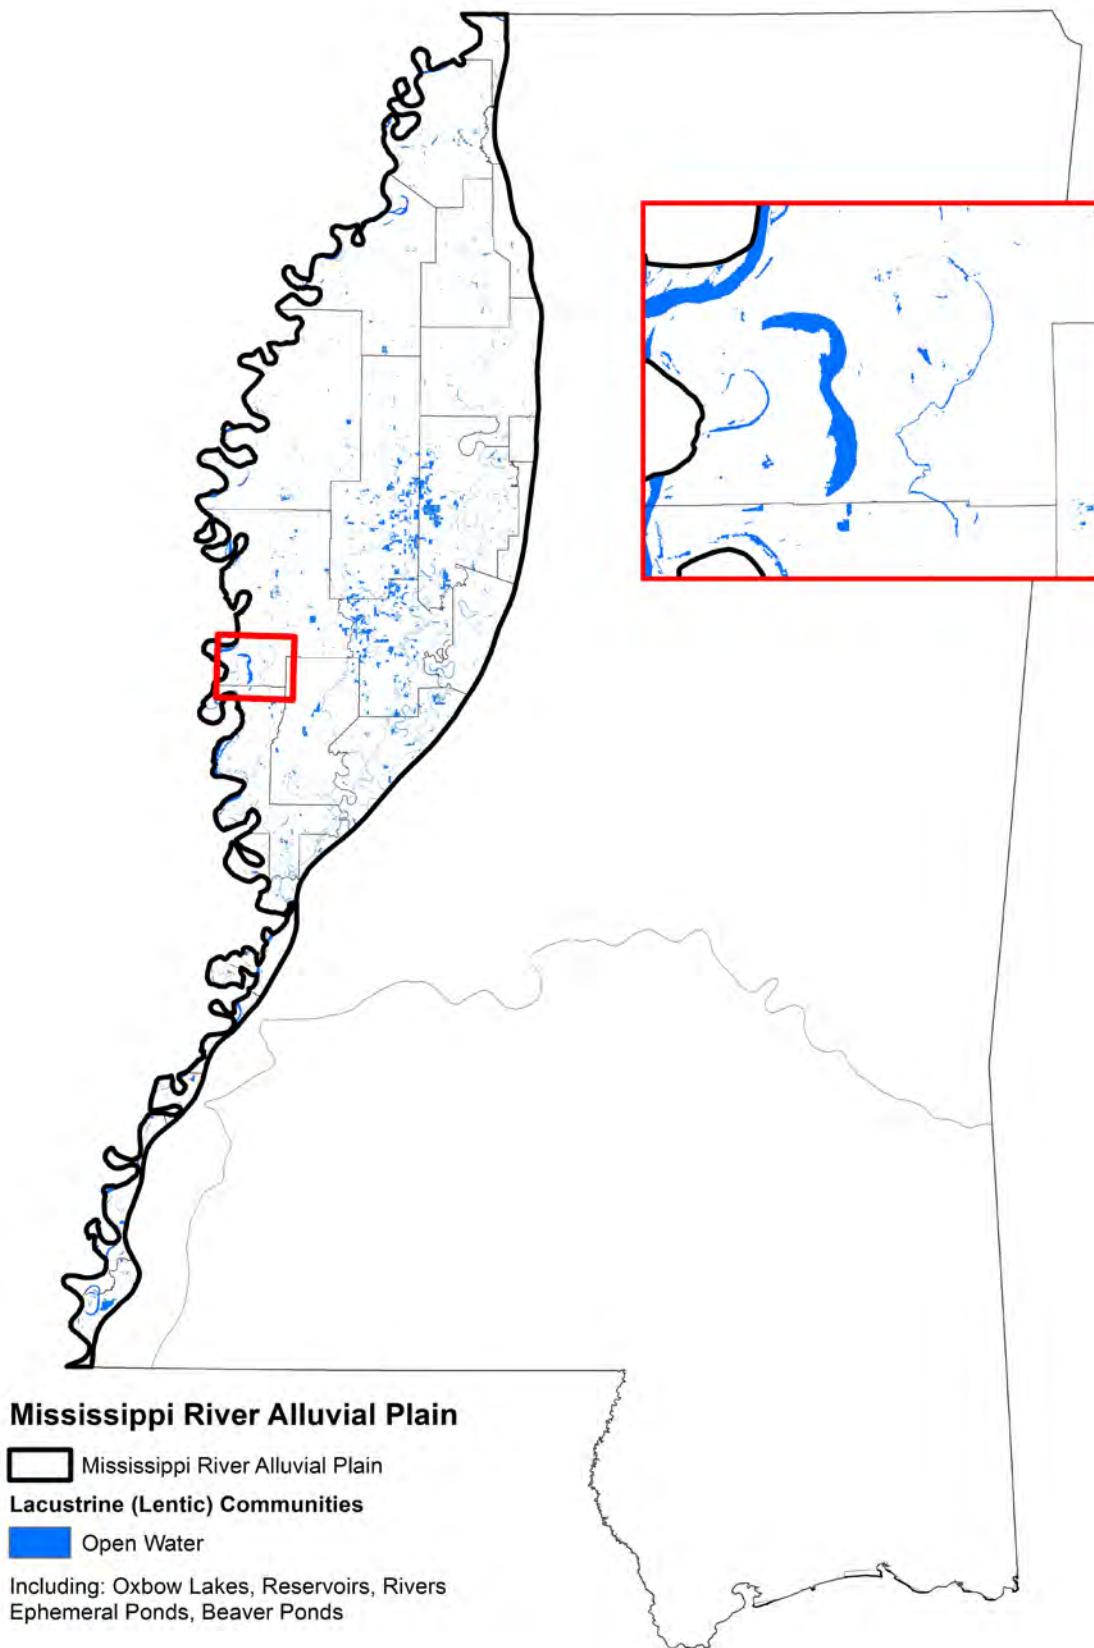 Mississippi River Alluvial Plain
Mississippi River Alluvial Plain
Lacustrine (Lentic) Communities
Open Water
Including: Oxbow Lakes, Reservoirs, Rivers
Ephemeral Ponds, Beaver Ponds